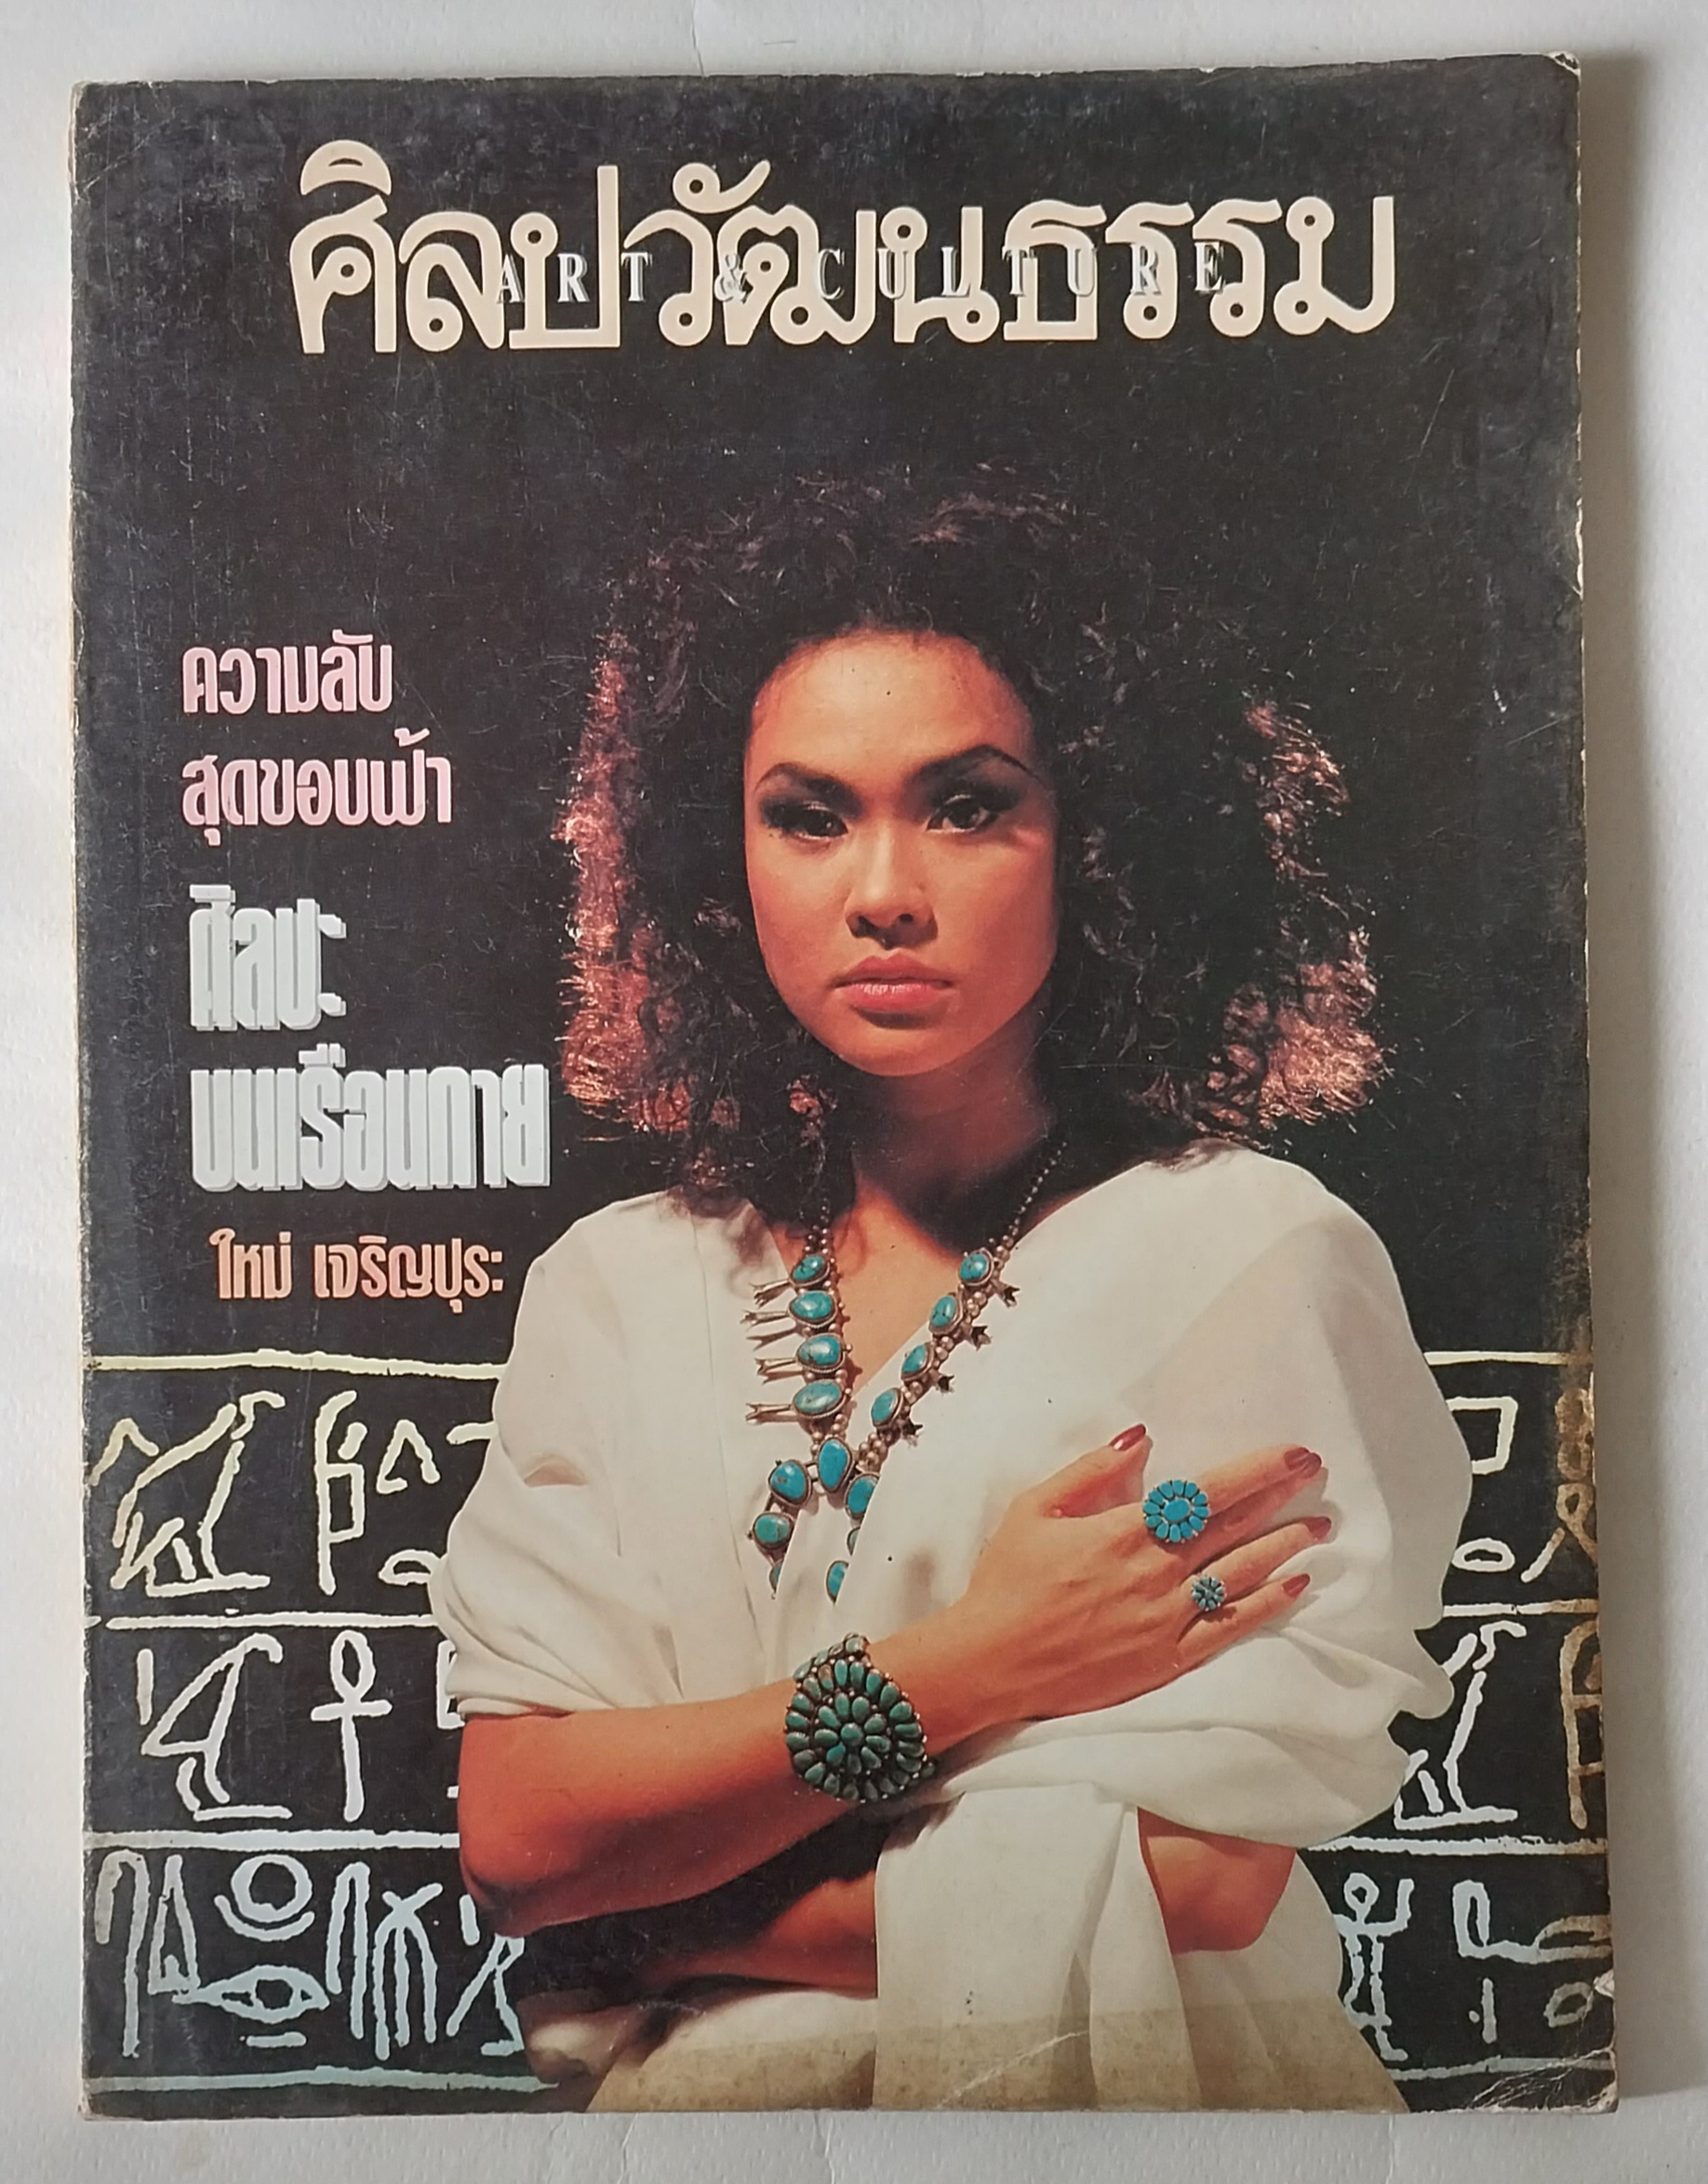 ศิลปวัฒนธรรม
ART & CULTURE
ความลับ
สุดขอบฟ้า
ศิลปะ
บนเรือนกาย
ใหม่ เจริญปุระ